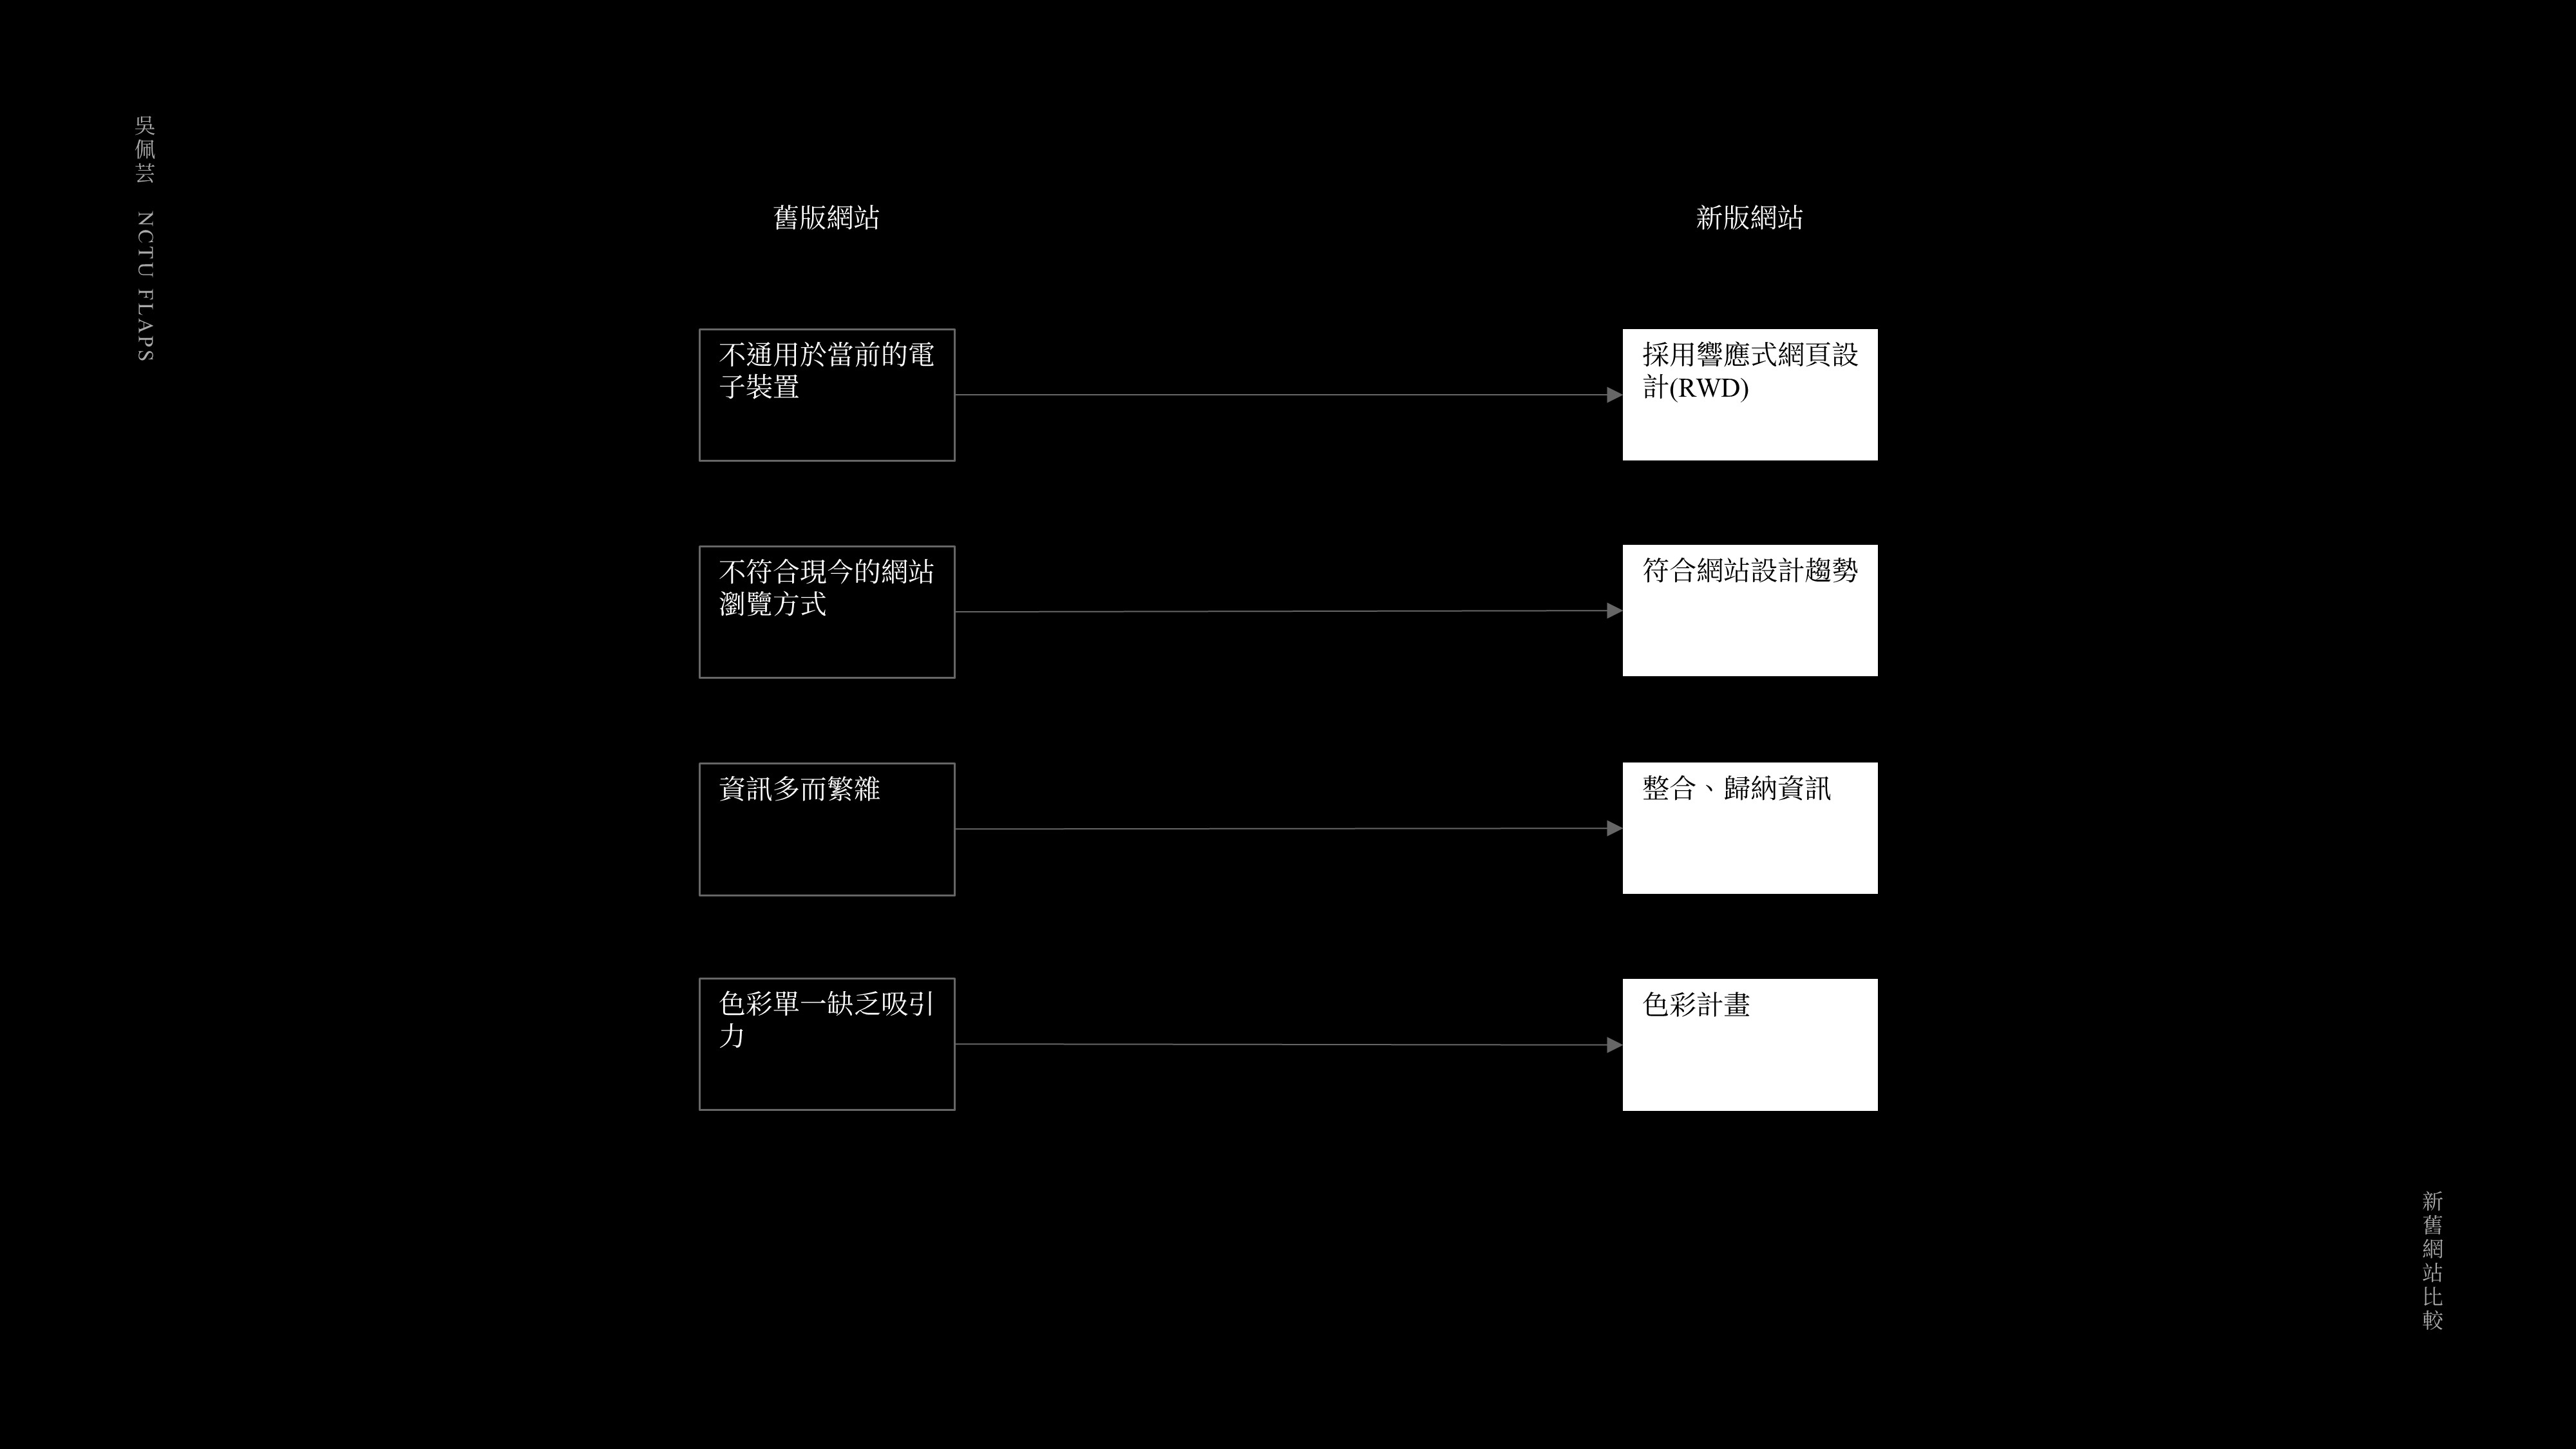 吳佩芸 NCTU FLAPS
舊版網站
新版網站
不通用於當前的電
子裝置
採用響應式網頁設
計(RWD)
不符合現今的網站
瀏覽方式
符合網站設計趨勢
資訊多而繁雜
整合、歸納資訊
色彩單一缺乏吸引
力
色彩計畫
新舊網站比較